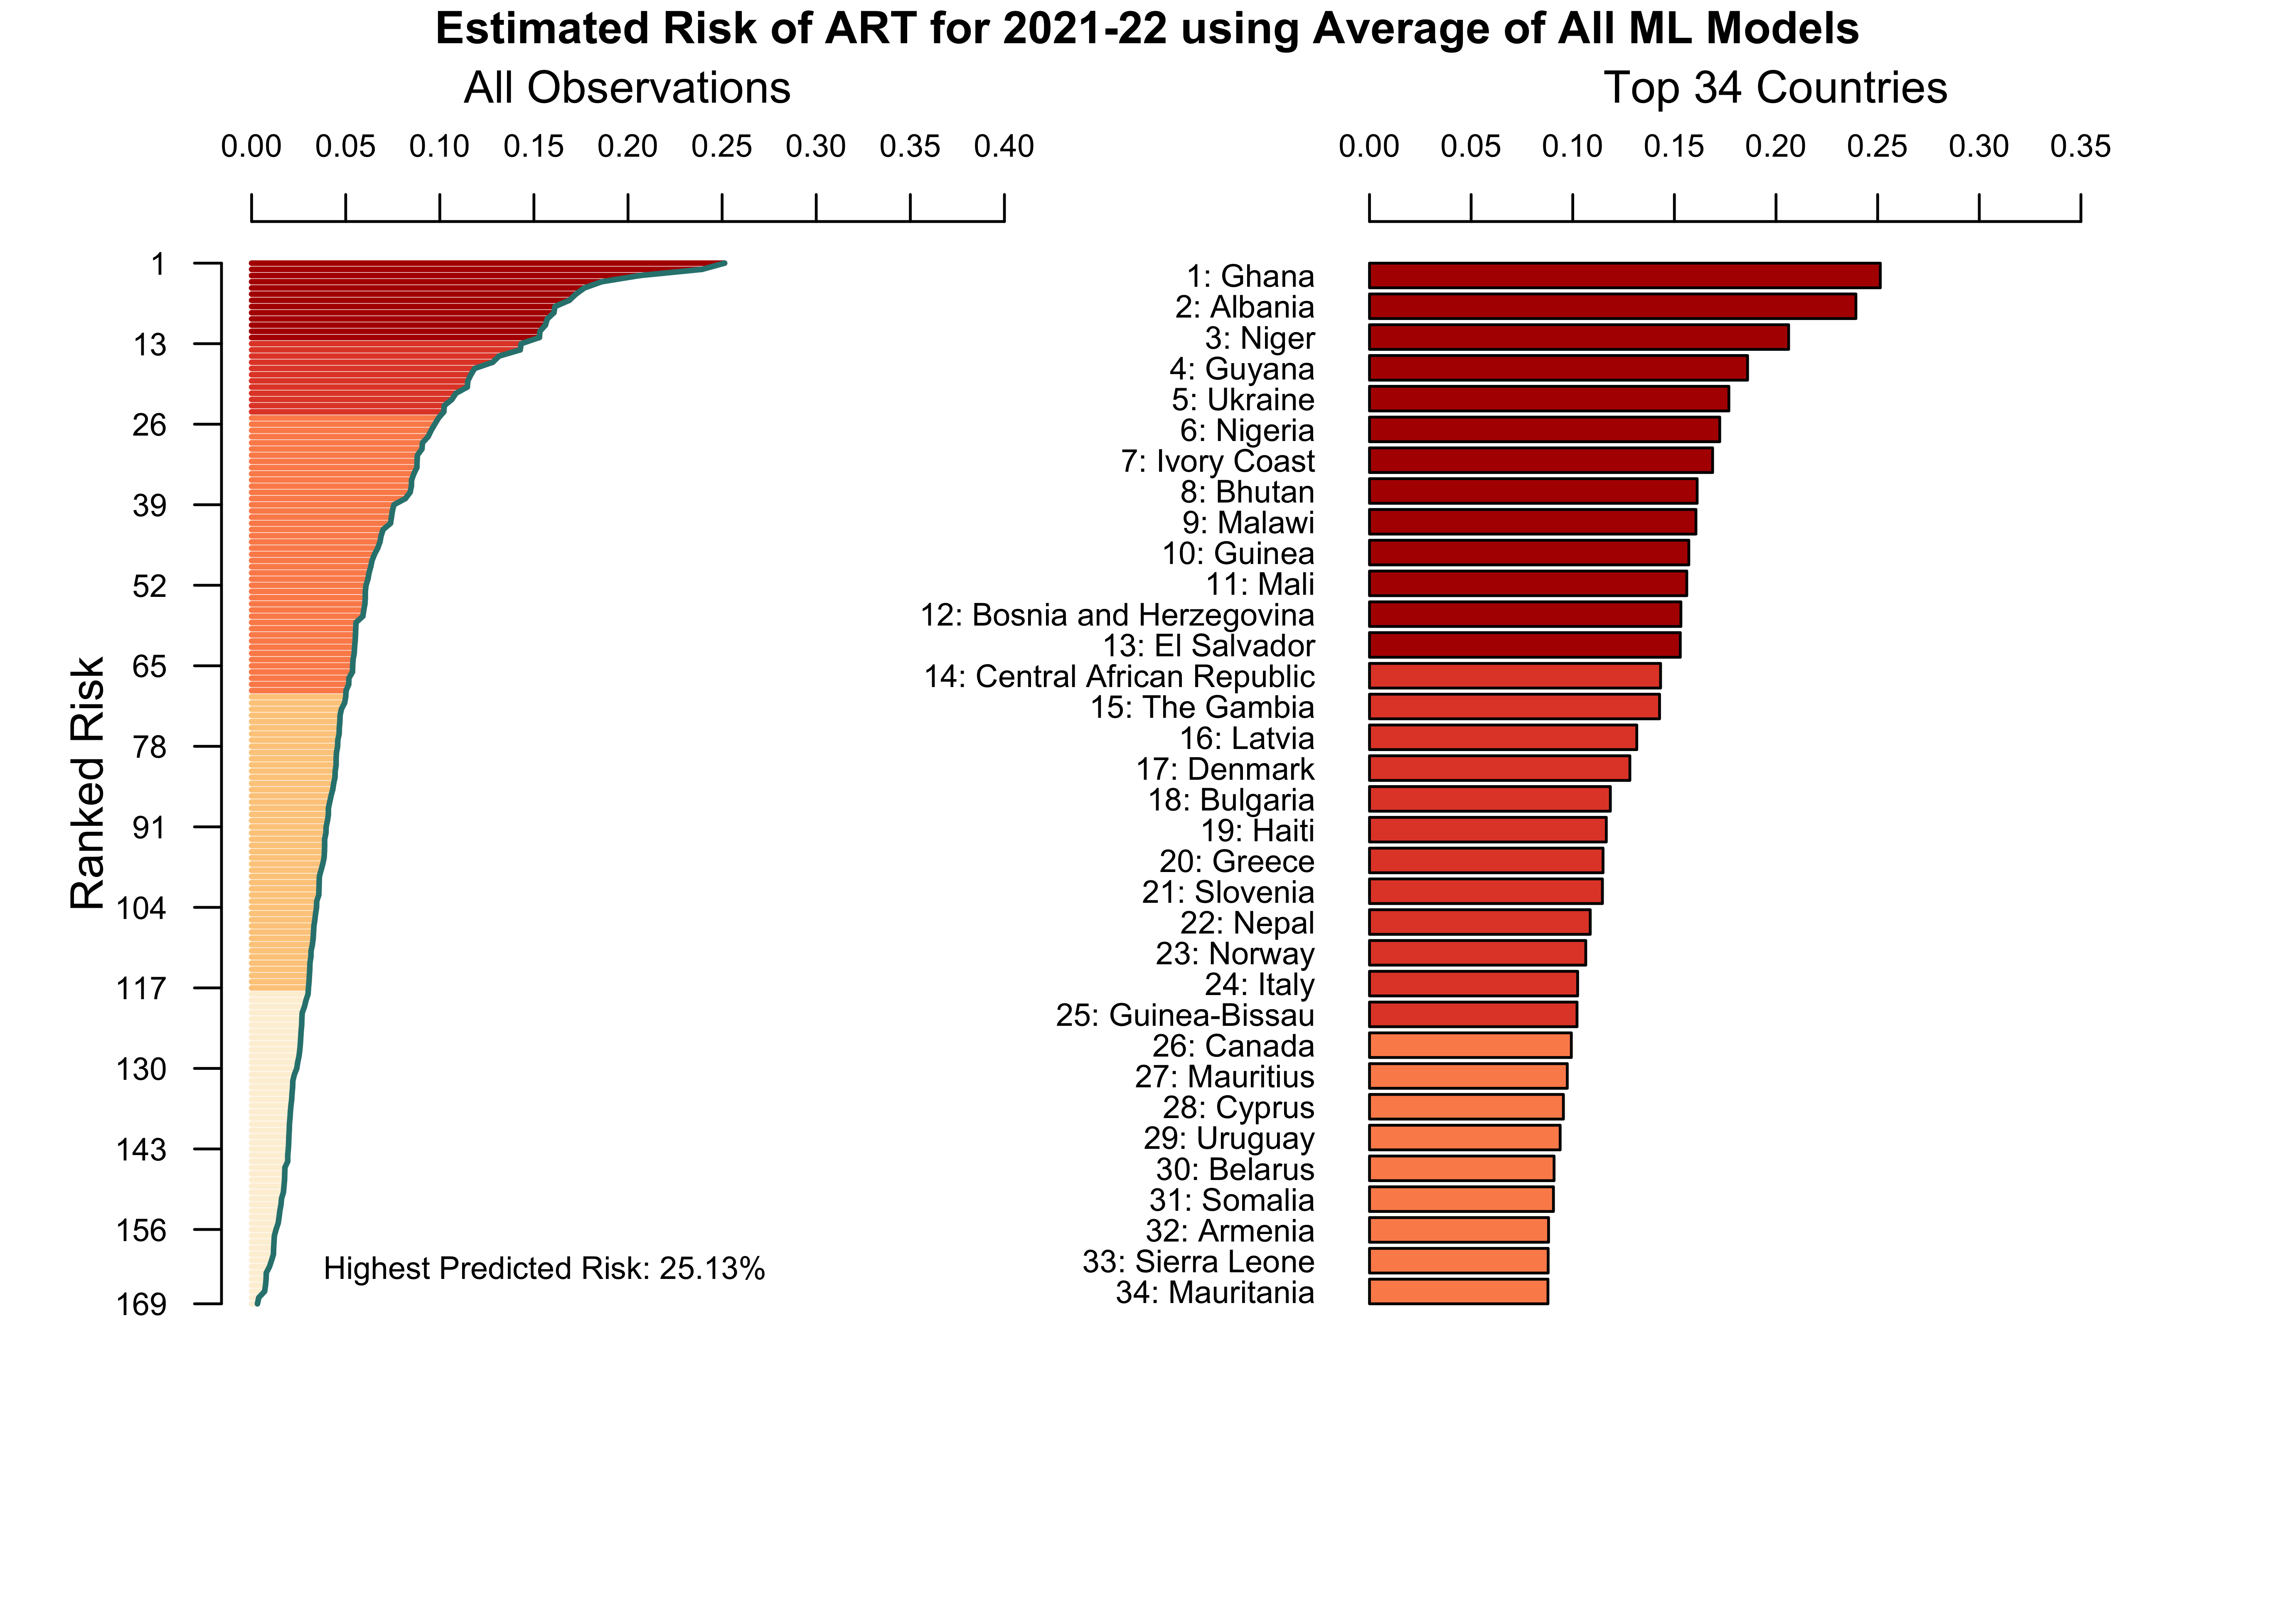 Estimated Risk of ART for 2021-22 using Average of All ML Models
All Observations
0.00 0.05 0.10 0.15 0.20 0.25 0.30 0.35 0.40
Ranked Risk
1
13
26
39
52
65
78
91
104
117
130
143
156
169
Highest Predicted Risk: 25.13%
Top 34 Countries
0.00 0.05 0.10 0.15 0.20 0.25 0.30 0.35
1: Ghana
2: Albania
3: Niger
4: Guyana
5: Ukraine
6: Nigeria
7: Ivory Coast
8: Bhutan
9: Malawi
10: Guinea
11: Mali
12: Bosnia and Herzegovina
13: El Salvador
14: Central African Republic
15: The Gambia
16: Latvia
17: Denmark
18: Bulgaria
19: Haiti
20: Greece
21: Slovenia
22: Nepal
23: Norway
24: Italy
25: Guinea-Bissau
26: Canada
27: Mauritius
28: Cyprus
29: Uruguay
30: Belarus
31: Somalia
32: Armenia
33: Sierra Leone
34: Mauritania